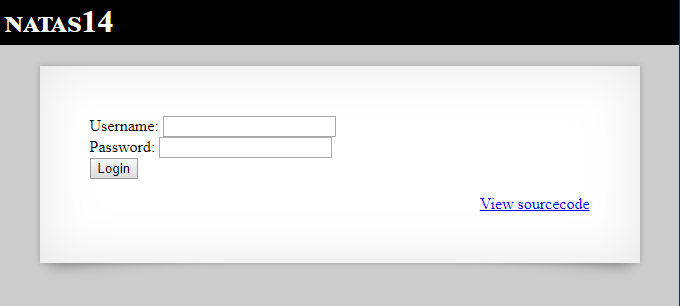 NATAS14
Username:
Password:
Login
View sourcecode